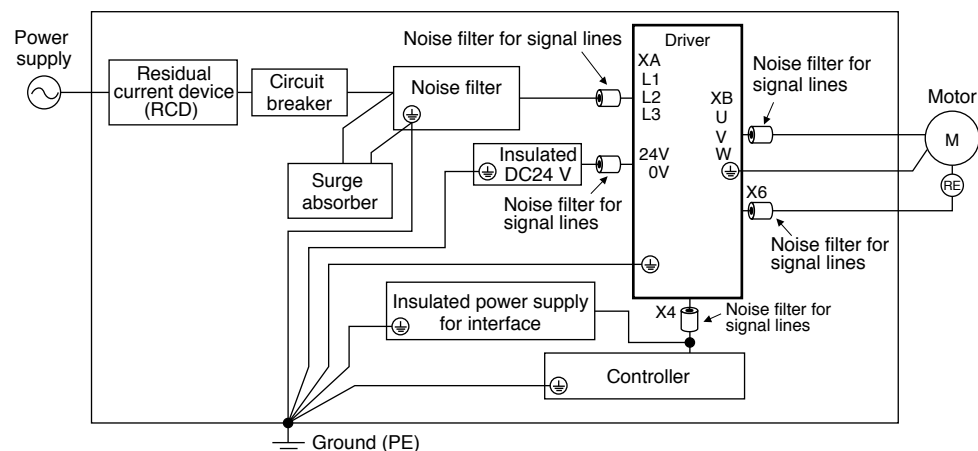 Power
supply
Residual
current device
(RCD)
Circuit
breaker
Noise filter
Surge
absorber
Noise filter for signal lines
Insulated
DC24 V
Noise filter for
signal lines
Driver
XA
L1
L2
L3
24V
0V
XB
U
V
W
X6
X4
Noise filter for
signal lines
Motor
M
RE
Noise filter for
signal lines
Insulated power supply
for interface
Noise filter for
signal lines
Controller
Ground (PE)